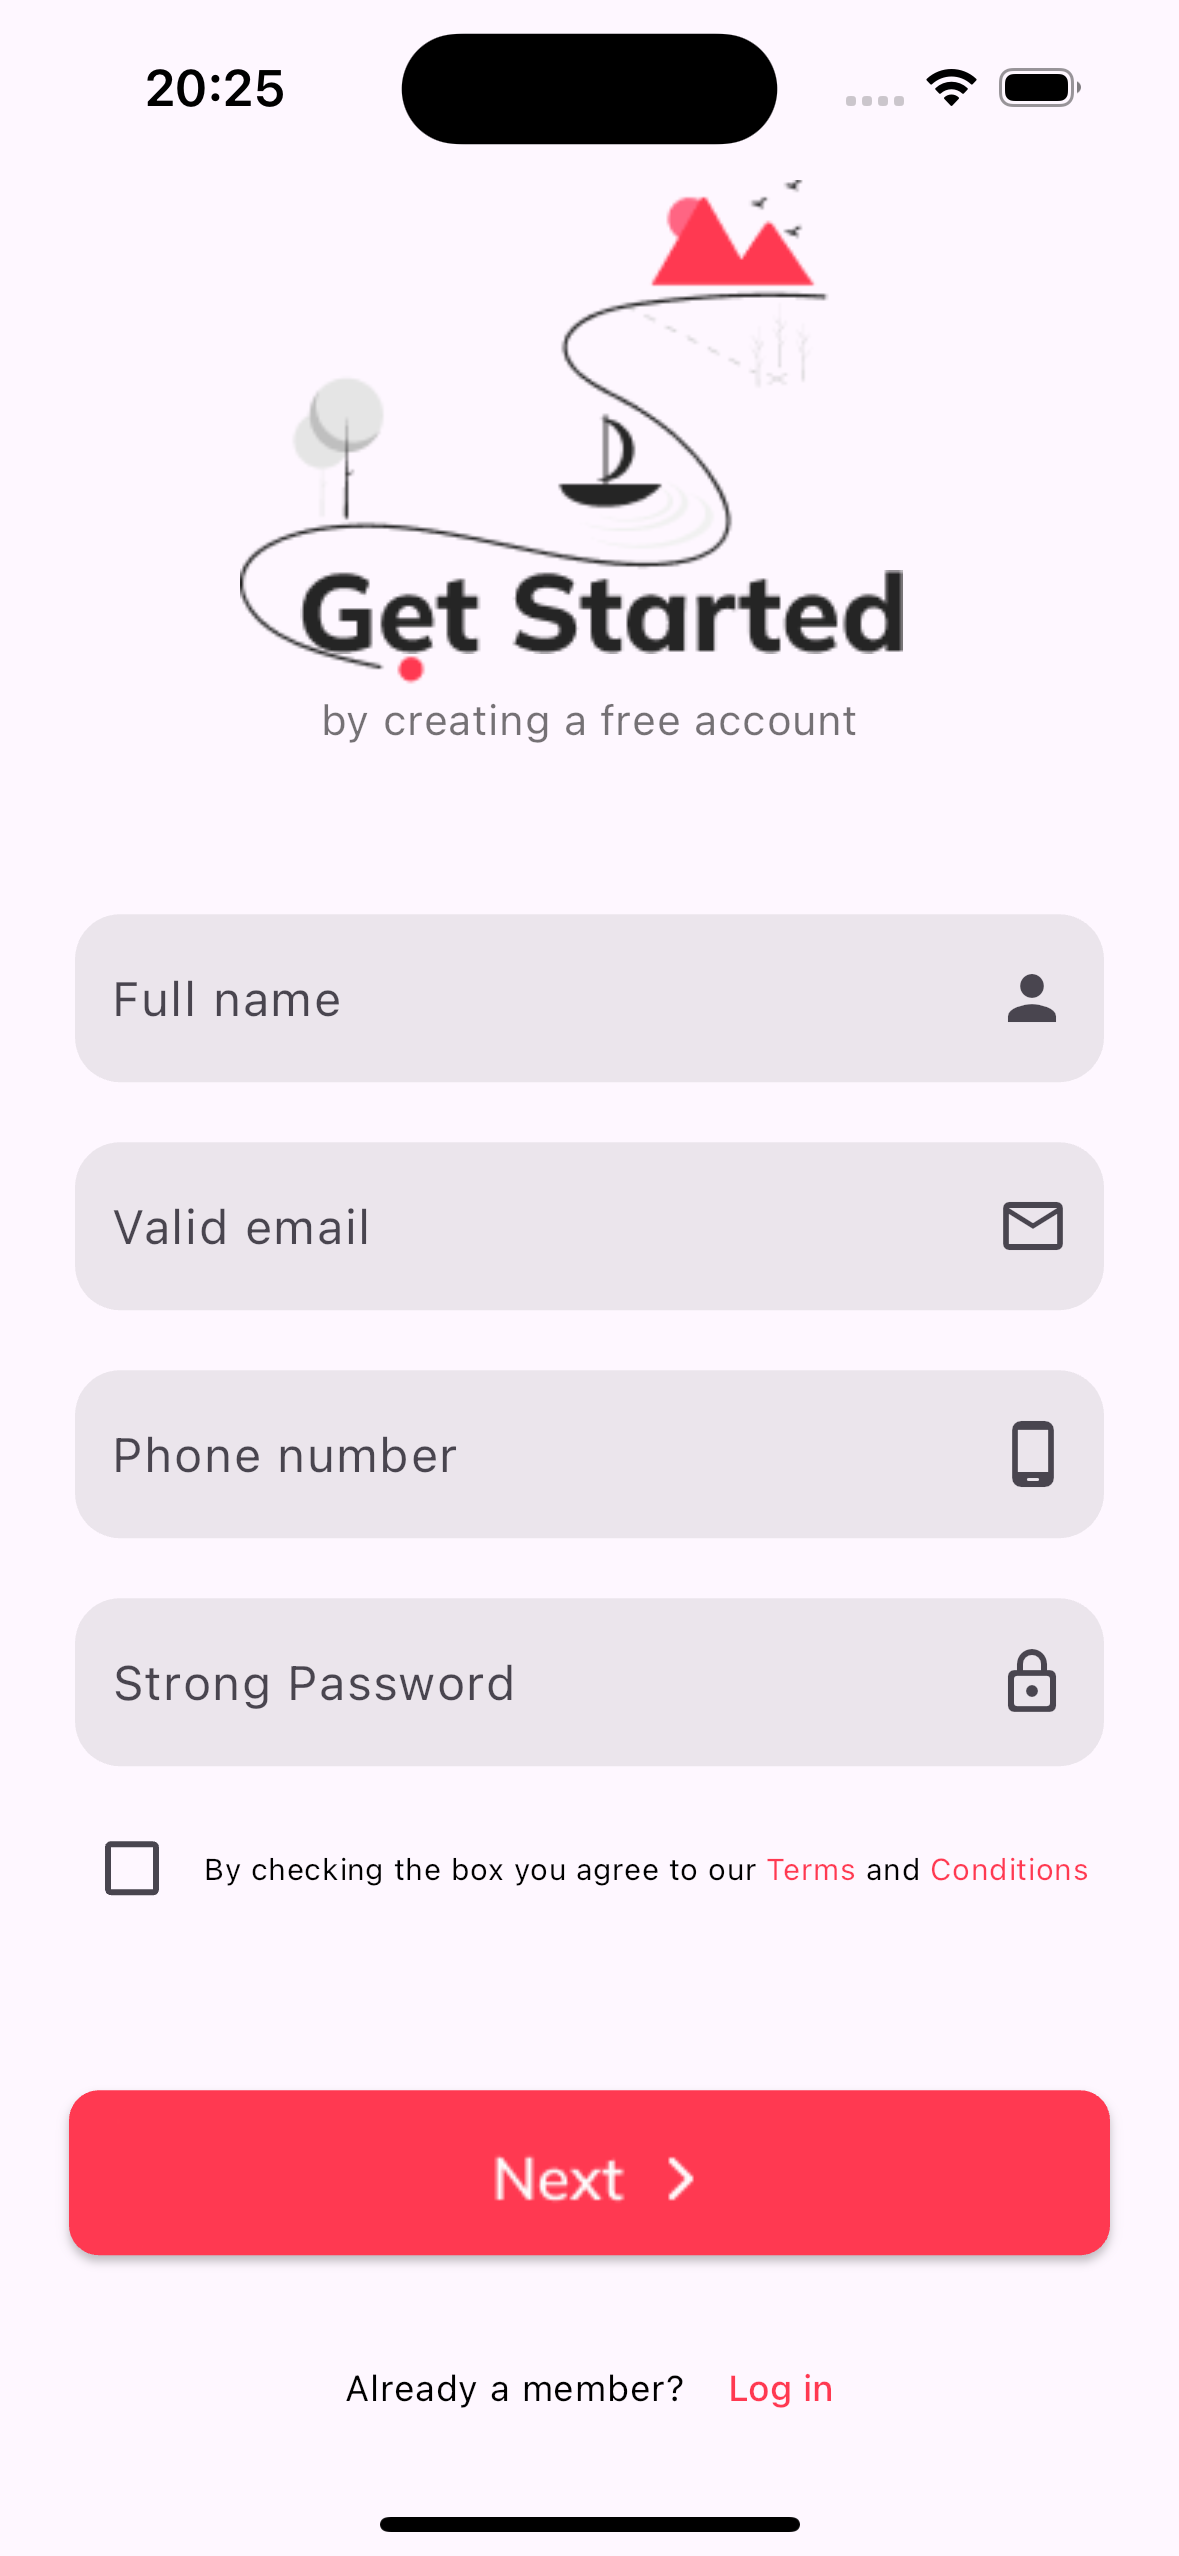 20:25
Get Started
by creating a free account
Full name
Valid email
Phone number
Strong Password
By checking the box you agree to our Terms and Conditions
Next
Already a member? Log in